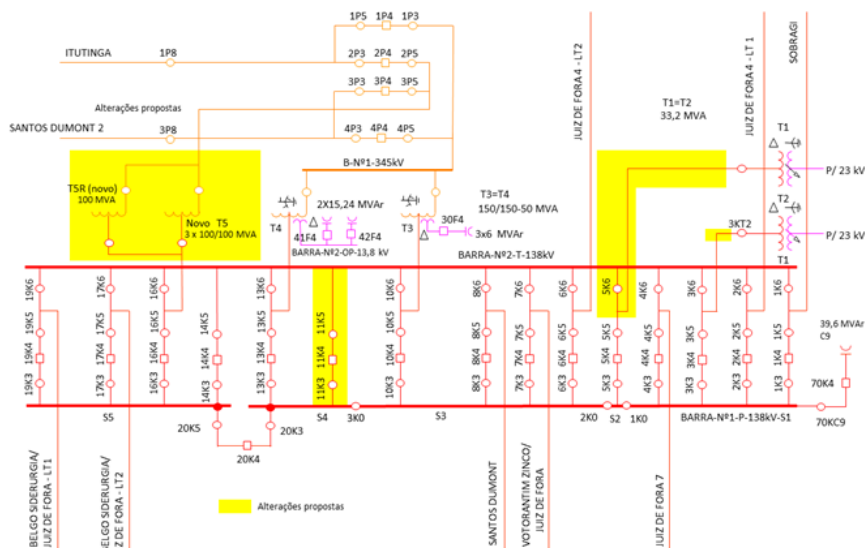 1P5 1P4 1P3
ITUTINGA 1P8 2P3 2P4 2P5
3P3 3P4 3P5
Alterações propostas
SANTOS DUMONT 2 3P8 4P3 4P4 4P5
B-Nº1-345kV
JUIZ DE FORA 4 - LT2
JUIZ DE FORA 4 - LT 1
SOBRAGI
T1=T2
33,2 MVA
T1
P/ 23 kV
T2
P/ 23 kV
3KT2
T1
T5R (novo)
100 MVA
Novo T5
3 x 100/100 MVA
T4
2X15,24 MVAr
41F4 42F4
BARRA-Nº2-OP-13,8 kV
T3
T3=T4
150/150-50 MVA
30F4
3x6 MVAr
BARRA-Nº2-T-138kV
19K6 17K6 16K6 13K6 10K6 8K6 7K6 6K6 5K6 4K6 3K6 2K6 1K6
19K5 17K5 16K5 14K5 13K5 11K5 10K5 8K5 7K5 6K5 5K5 4K5 3K5 2K5 1K5
19K4 17K4 16K4 14K4 13K4 11K4 10K4 8K4 7K4 6K4 5K4 4K4 3K4 2K4 1K4
19K3 17K3 16K3 14K3 13K3 11K3 10K3 8K3 7K3 6K3 5K3 4K3 3K3 2K3 1K3
39,6 MVAr
C9
70K4
70KC9
S5 S4 3K0 S3 2K0 S2 1K0 BARRA-Nº1-P-138kV-S1
20K5 20K3
20K4
BELGO SIDERURGIA/
JUIZ DE FORA - LT1
BELGO SIDERURGIA/
JUIZ DE FORA - LT2
SANTOS DUMONT
VOTORANTIM ZINCO/
JUIZ DE FORA
JUIZ DE FORA 7
Alterações propostas